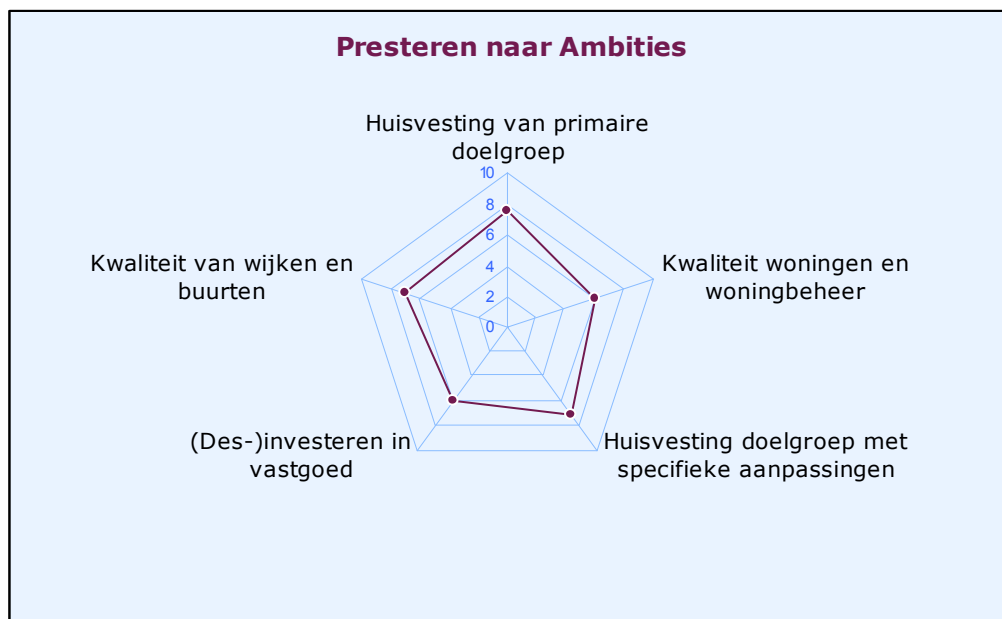 Presteren naar Ambities
Huisvesting van primaire
doelgroep
10
8
6
4
2
0
Kwaliteit van wijken en
buurten
Kwaliteit woningen en
woningbeheer
(Des-)investeren in
vastgoed
Huisvesting doelgroep met
specifieke aanpassingen